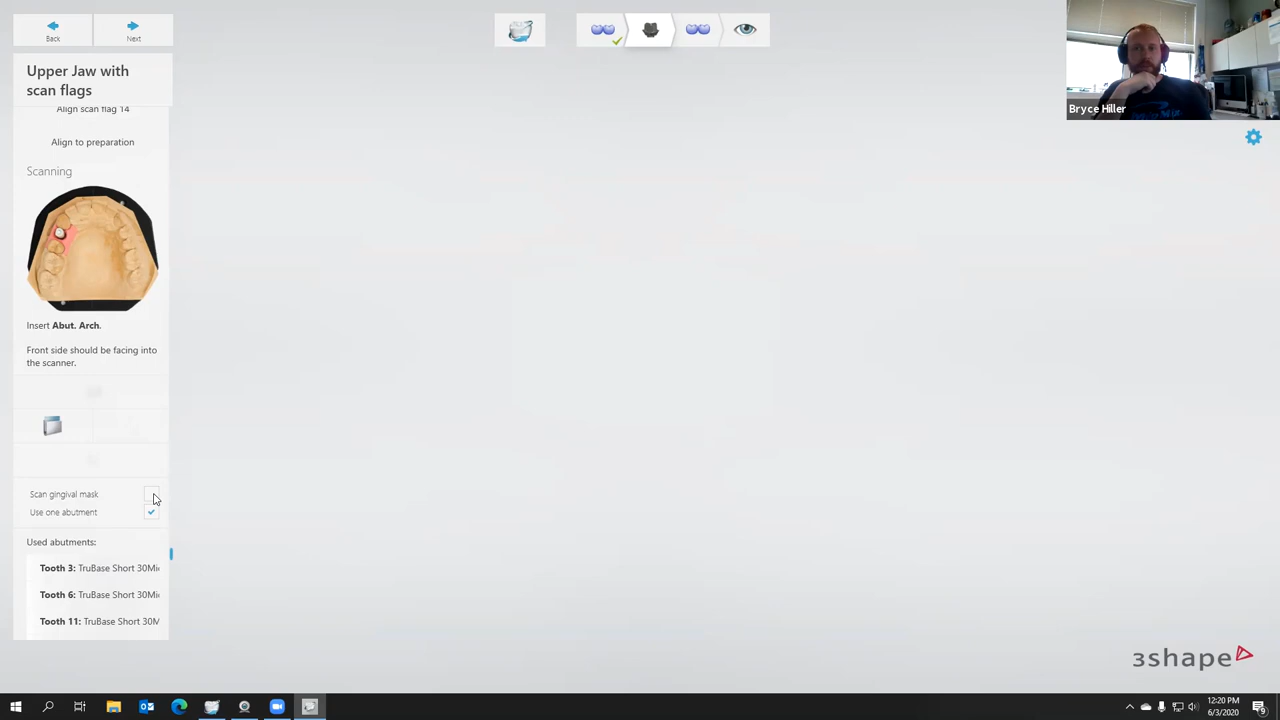 Back
Next
Upper Jaw with
scan flags
Align scan flag 14
Align to preparation
Scanning
Insert Abut. Arch.
Front side should be facing into
the scanner.
Scan gingival mask
Use one abutment
Used abutments:
Tooth 3: TruBase Short 30Mi
Tooth 6: TruBase Short 30Mi
Tooth 11: TruBase Short 30M
Bryce Hiller
3shape
12:20 PM
6/3/2020